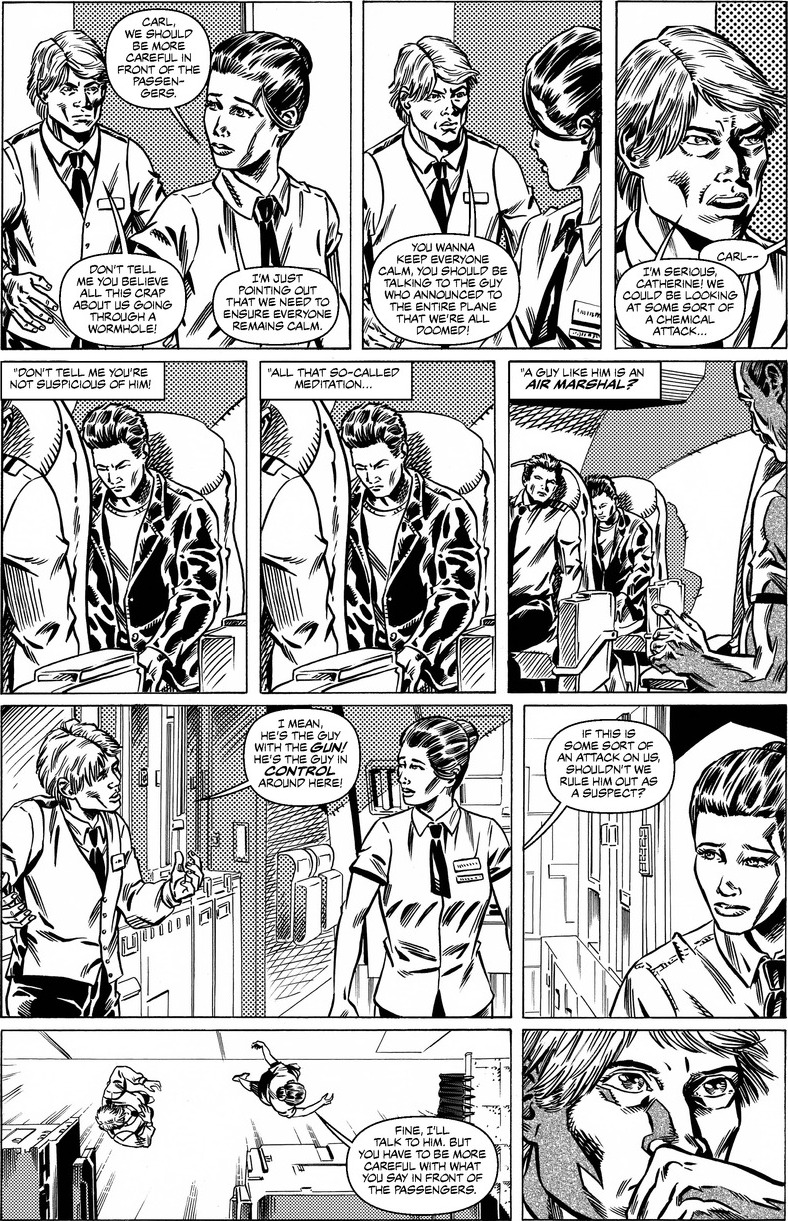 CARL,
WE SHOULD
BE MORE
CAREFUL IN
FRONT OF THE
PASSEN-
GERS.
DON'T TELL
ME YOU BELIEVE
ALL THIS CRAP
ABOUT US GOING
THROUGH A
WORMHOLE!
I'M JUST
POINTING OUT
THAT WE NEED TO
ENSURE EVERYONE
REMAINS CALM.
YOU WANNA
KEEP EVERYONE
CALM, YOU SHOULD BE
TALKING TO THE GUY
WHO ANNOUNCED TO
THE ENTIRE PLANE
THAT WE'RE ALL
DOOMED!
CARL--
I'M SERIOUS,
CATHERINE! WE
COULD BE LOOKING
AT SOME SORT OF
A CHEMICAL
ATTACK...
"DON'T TELL ME YOU'RE
NOT SUSPICIOUS OF HIM!
"ALL THAT SO-CALLED
MEDITATION...
"A GUY LIKE HIM IS AN
AIR MARSHAL?
I MEAN,
HE'S THE GUY
WITH THE GUN!
HE'S THE GUY IN
CONTROL
AROUND HERE!
IF THIS IS
SOME SORT OF
AN ATTACK ON US,
SHOULDN'T WE
RULE HIM OUT AS
A SUSPECT?
FINE, I'LL
TALK TO HIM. BUT
YOU HAVE TO BE MORE
CAREFUL WITH WHAT
YOU SAY IN FRONT OF
THE PASSENGERS.